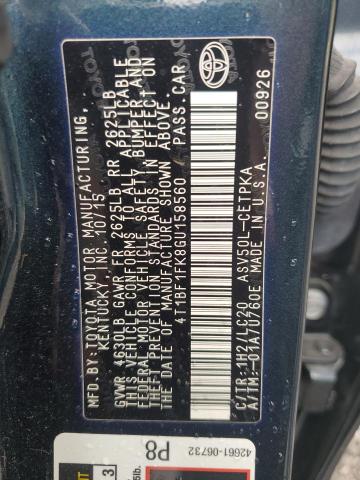 MFD.BY:TOYOTA MOTOR MANUFACTURING,
KENTUCKY, INC. 10/15
GVWR 4630LB GAWR FR 2625LB RR 2625LB
THIS VEHICLE CONFORMS TO ALL APPLICABLE
FEDERAL MOTOR VEHICLE SAFETY, BUMPER, AND
THEFT PREVENTION STANDARDS IN EFFECT ON
THE DATE OF MANUFACTURE SHOWN ABOVE.
4T1BF1FK8GU158560 PASS.CAR
00926
C/TR:1H2/LC28 ASV50L-CETPKA
A/TM:-01A/U760E MADE IN U.S.A.
TOYOTA
42661-06732
P8